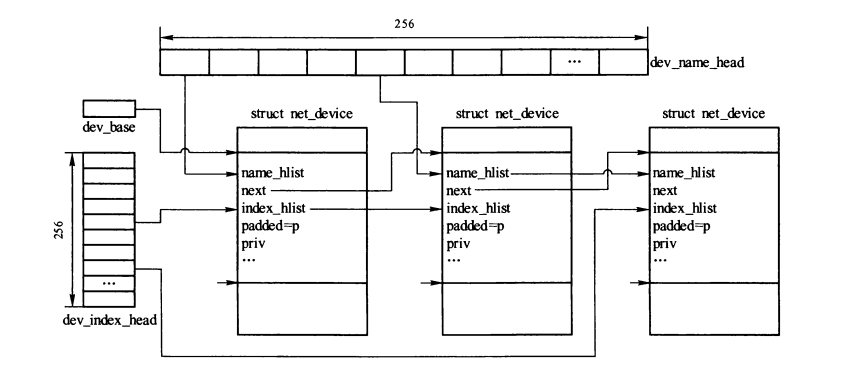 256
dev_name_head
...
struct net_device
struct net_device
struct net_device
dev_base
name_hlist
next
index_hlist
padded=p
priv
...
name_hlist
next
index_hlist
padded=p
priv
...
name_hlist
next
index_hlist
padded=p
priv
...
256
...
dev_index_head